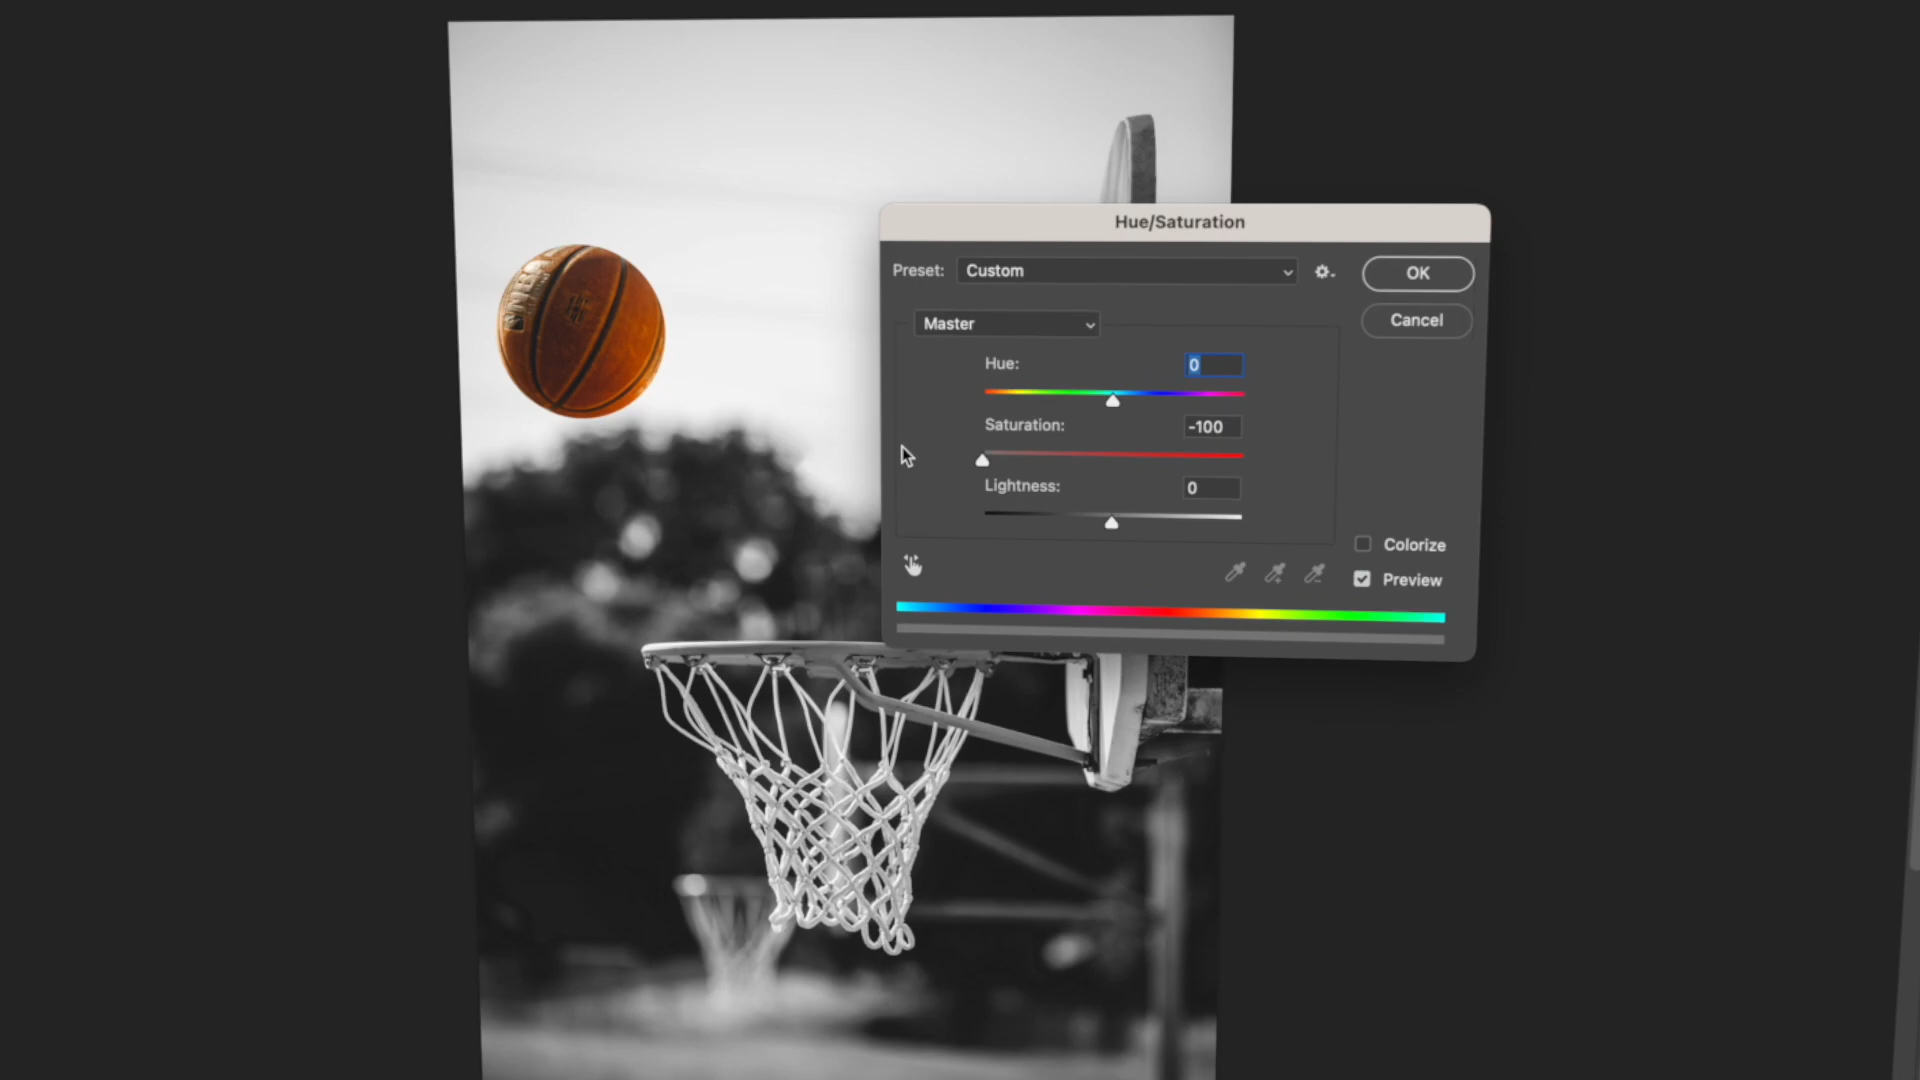 Hue/Saturation
Preset: Custom
OK
Master
Cancel
Hue: 0
Saturation: -100
Lightness: 0
Colorize
Preview